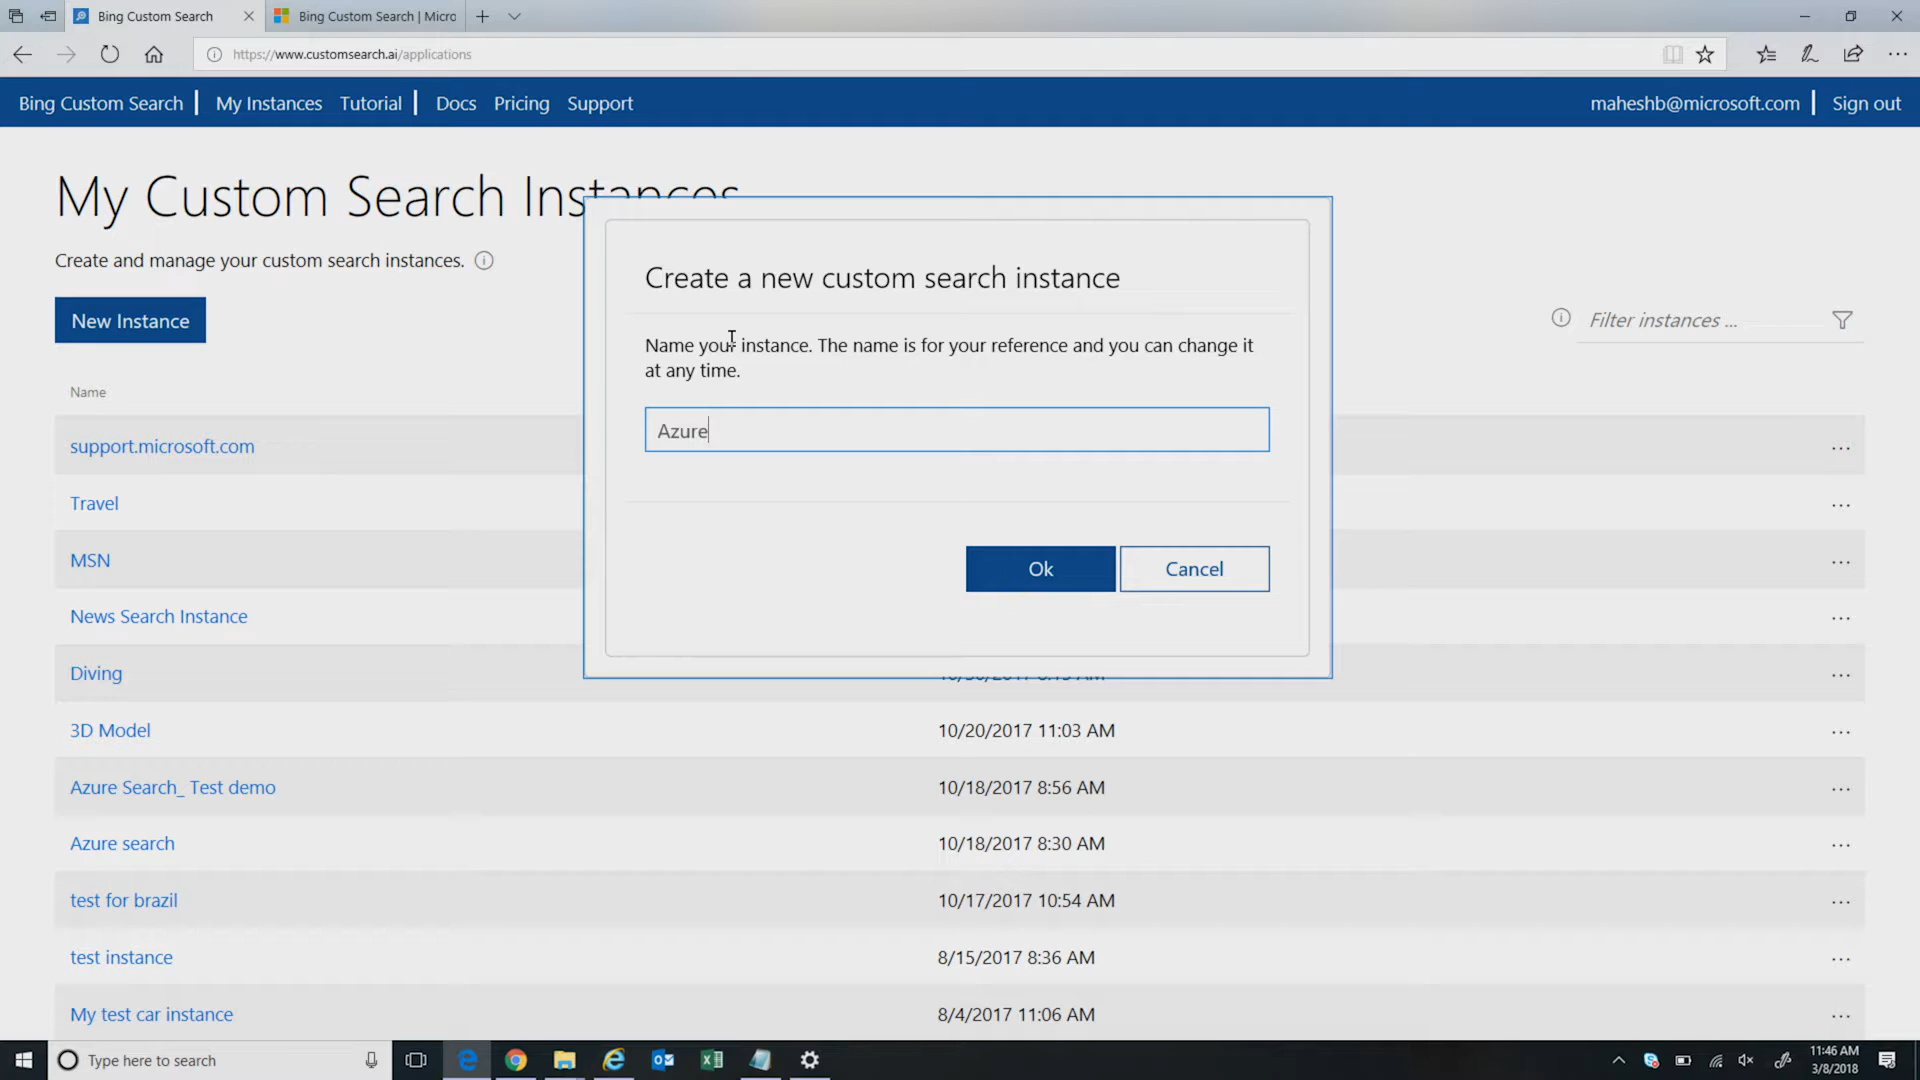 Bing Custom Search
Bing Custom Search | Micro
https://www.customsearch.ai/applications
Bing Custom Search
My Instances
Tutorial
Docs
Pricing
Support
maheshb@microsoft.com
Sign out
My Custom Search Instances
Create and manage your custom search instances.
New Instance
Filter instances ...
Create a new custom search instance
Name your instance. The name is for your reference and you can change it
at any time.
Azure
Ok
Cancel
Name
support.microsoft.com
Travel
MSN
News Search Instance
Diving
3D Model
10/20/2017 11:03 AM
Azure Search_ Test demo
10/18/2017 8:56 AM
Azure search
10/18/2017 8:30 AM
test for brazil
10/17/2017 10:54 AM
test instance
8/15/2017 8:36 AM
My test car instance
8/4/2017 11:06 AM
Type here to search
11:46 AM
3/8/2018